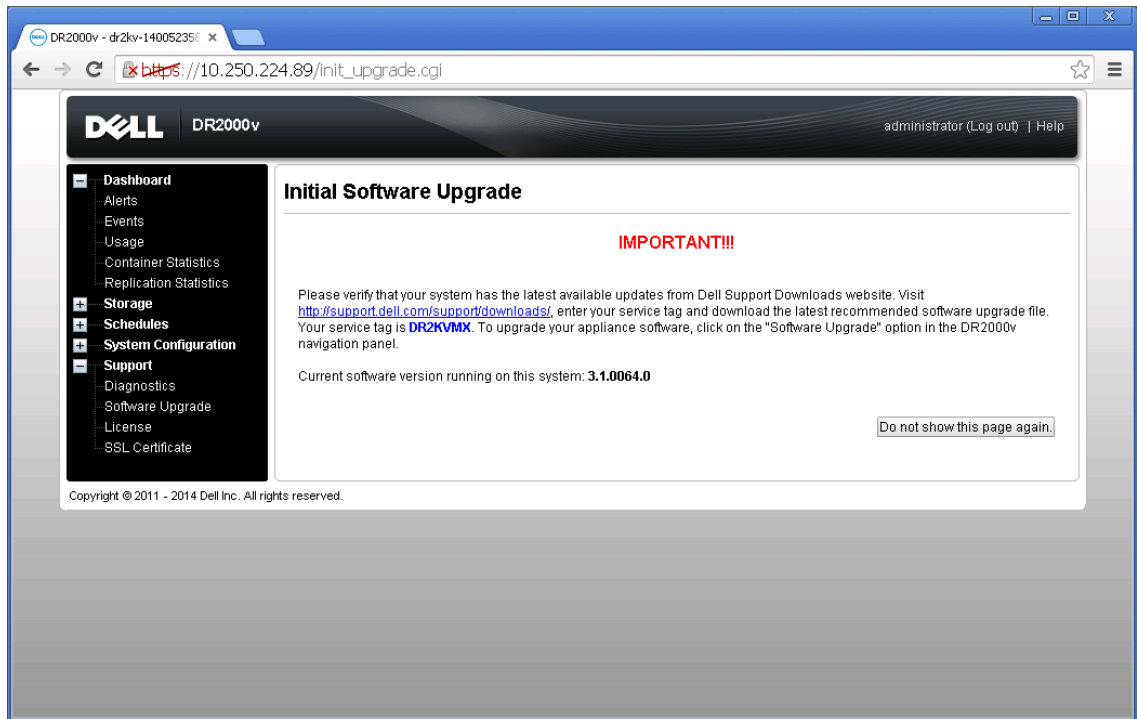 DR2000v - dr2kv-14005235
https://10.250.224.89/init_upgrade.cgi
DELL DR2000v
administrator (Log out) | Help
Dashboard
Alerts
Events
Usage
Container Statistics
Replication Statistics
Storage
Schedules
System Configuration
Support
Diagnostics
Software Upgrade
License
SSL Certificate
Initial Software Upgrade
IMPORTANT!!!
Please verify that your system has the latest available updates from Dell Support Downloads website. Visit
http://support.dell.com/support/downloads/, enter your service tag and download the latest recommended software upgrade file.
Your service tag is DR2KVMX. To upgrade your appliance software, click on the "Software Upgrade" option in the DR2000v
navigation panel.
Current software version running on this system: 3.1.0064.0
Do not show this page again.
Copyright © 2011 - 2014 Dell Inc. All rights reserved.